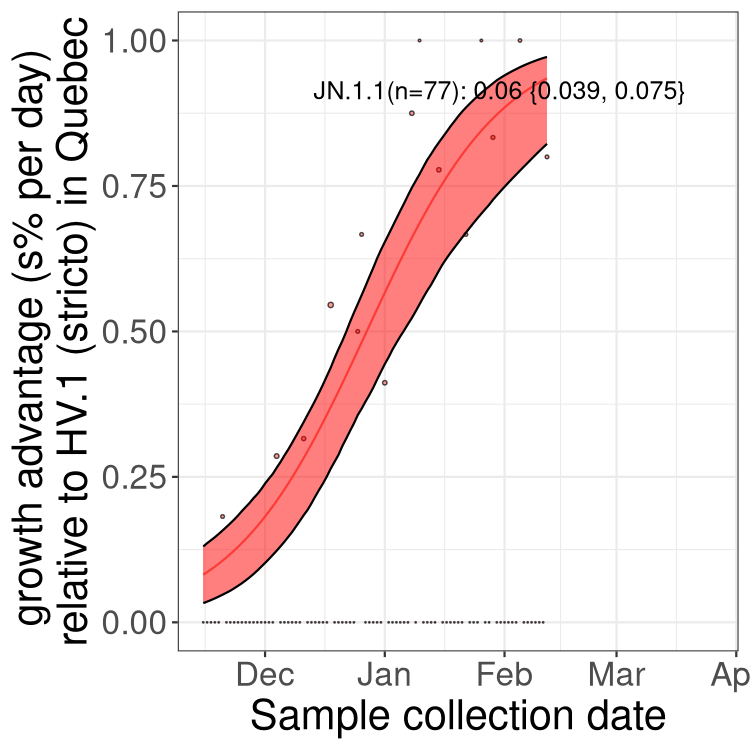 growth advantage (s% per day)
relative to HV.1 (stricto) in Quebec
1.00
0.75
0.50
0.25
0.00
JN.1.1(n=77): 0.06 {0.039, 0.075}
Dec Jan Feb Mar Ap
Sample collection date